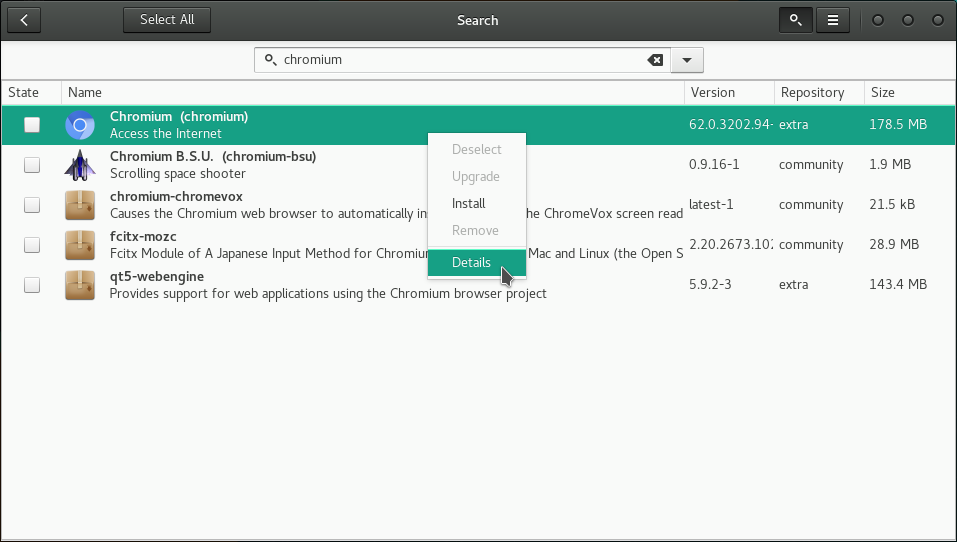 Select All
Search
chromium
State Name Version Repository Size
Chromium (chromium)
Access the Internet
62.0.3202.94- extra 178.5 MB
Chromium B.S.U. (chromium-bsu)
Scrolling space shooter
0.9.16-1 community 1.9 MB
chromium-chromevox
Causes the Chromium web browser to automatically in he ChromeVox screen read
latest-1 community 21.5 kB
fcitx-mozc
Fcitx Module of A Japanese Input Method for Chromiu Mac and Linux (the Open S
2.20.2673.102 community 28.9 MB
qt5-webengine
Provides support for web applications using the Chromium browser project
5.9.2-3 extra 143.4 MB
Deselect
Upgrade
Install
Remove
Details